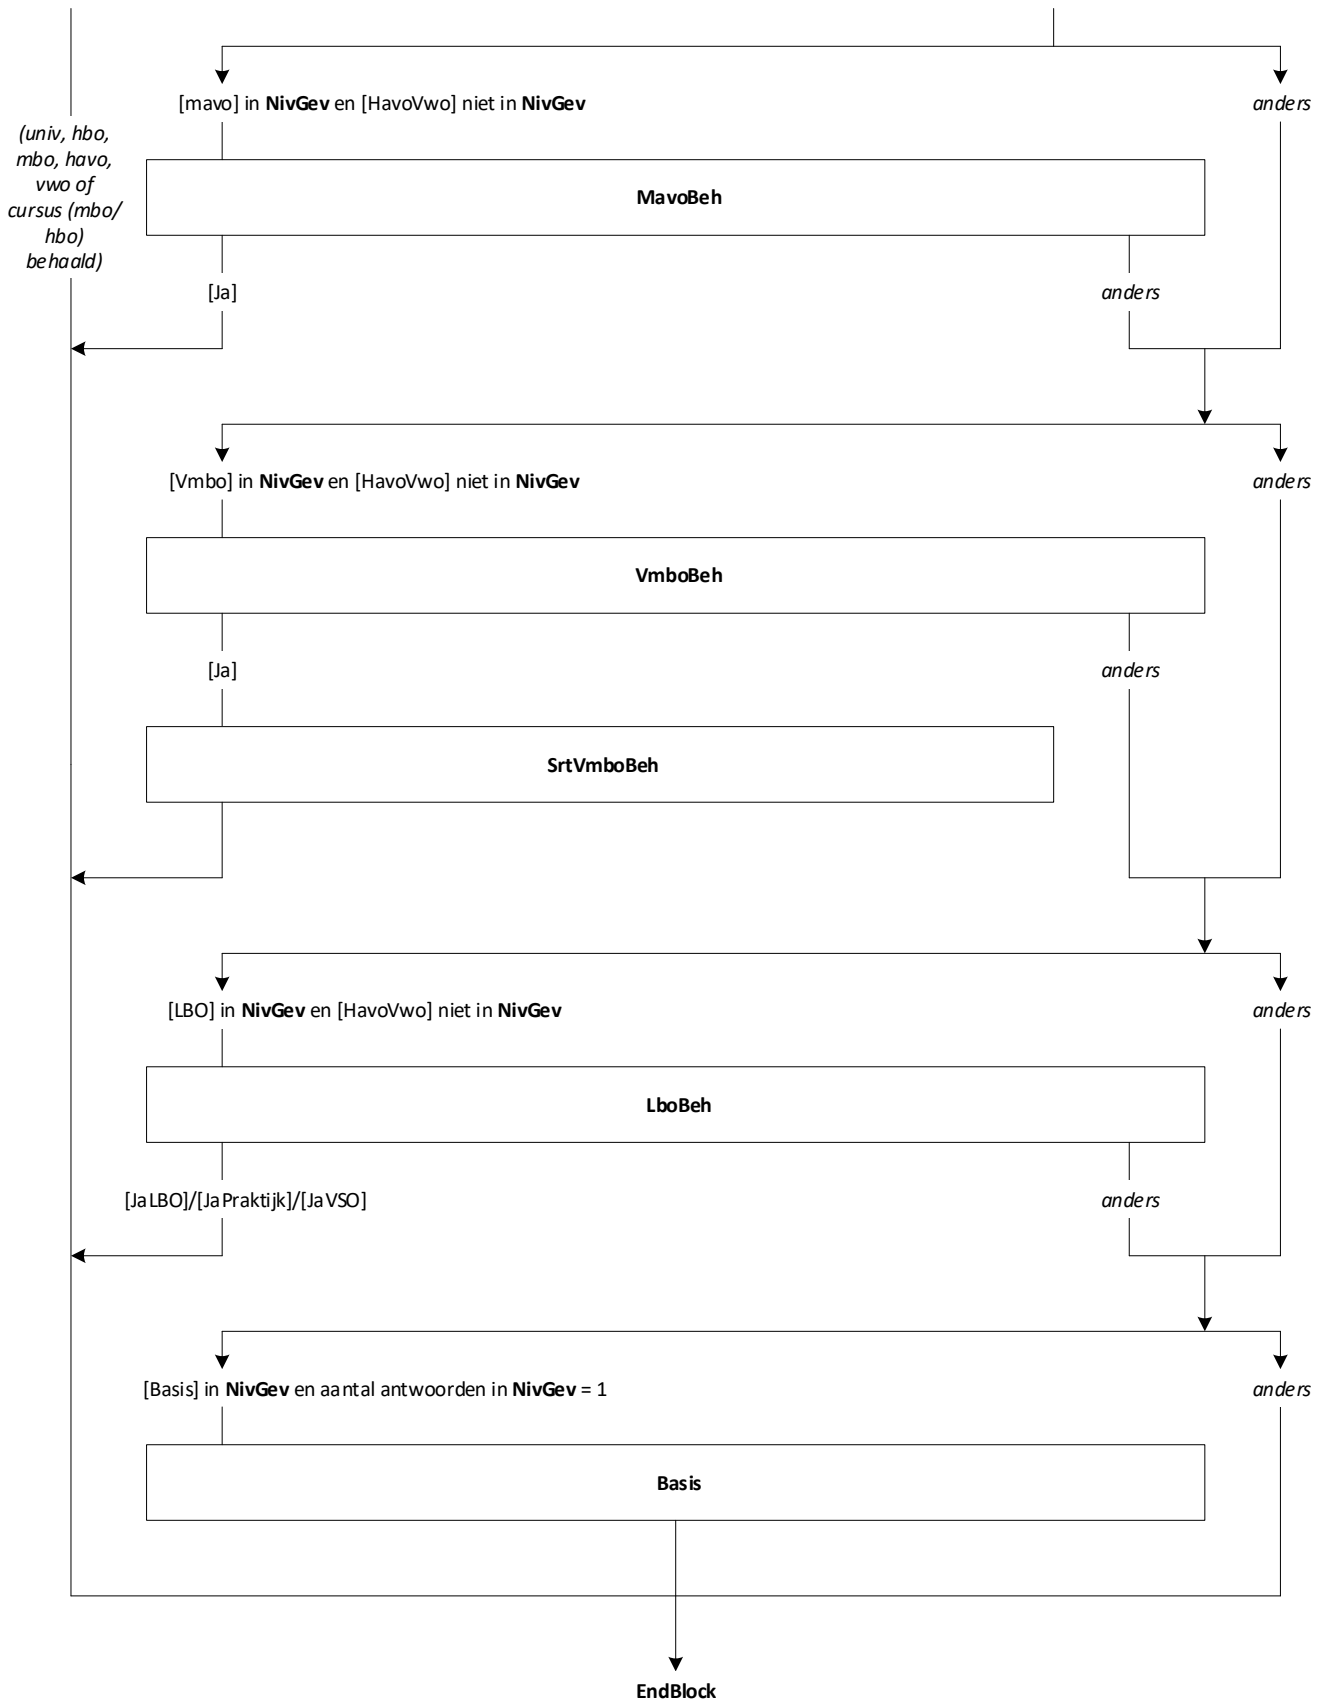 [mavo] in NivGev en [HavoVwo] niet in NivGev
anders
(univ, hbo,
mbo, havo,
vwo of
cursus (mbo/
hbo)
behaald)
MavoBeh
[Ja]
anders
[Vmbo] in NivGev en [HavoVwo] niet in NivGev
anders
VmboBeh
[Ja]
anders
SrtVmboBeh
[LBO] in NivGev en [HavoVwo] niet in NivGev
anders
LboBeh
[JaLBO]/[JaPraktijk]/[JaVSO]
anders
[Basis] in NivGev en aantal antwoorden in NivGev = 1
anders
Basis
EndBlock